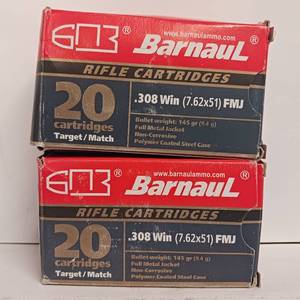 www.barnaulammo.com
BARNAUL®
RIFLE CARTRIDGES
20
cartridges
Target / Match
.308 Win (7.62x51) FMJ
Bullet weight: 145 gr (9.4 g)
Full Metal Jacket
Non-Corrosive
Polymer Coated Steel Case
www.barnaulammo.com
BARNAUL®
RIFLE CARTRIDGES
20
cartridges
Target / Match
.308 Win (7.62x51) FMJ
Bullet weight: 145 gr (9.4 g)
Full Metal Jacket
Non-Corrosive
Polymer Coated Steel Case